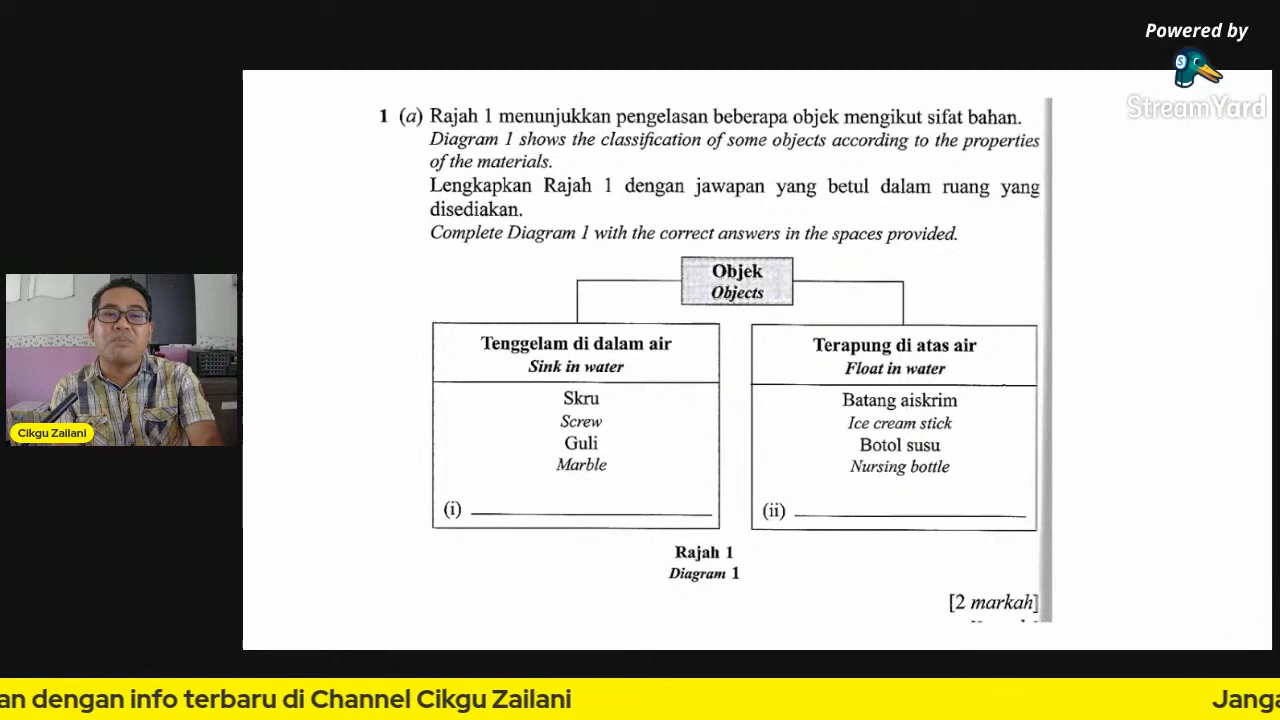 Powered by
StreamYard
1 (a) Rajah 1 menunjukkan pengelasan beberapa objek mengikut sifat bahan.
Diagram 1 shows the classification of some objects according to the properties
of the materials.
Lengkapkan Rajah 1 dengan jawapan yang betul dalam ruang yang
disediakan.
Complete Diagram 1 with the correct answers in the spaces provided.
Objek
Objects
Tenggelam di dalam air
Sink in water
Skru
Screw
Guli
Marble
(i)
Terapung di atas air
Float in water
Batang aiskrim
Ice cream stick
Botol susu
Nursing bottle
(ii)
Rajah 1
Diagram 1
[2 markah]
Cikgu Zailani
an dengan info terbaru di Channel Cikgu Zailani
Janga